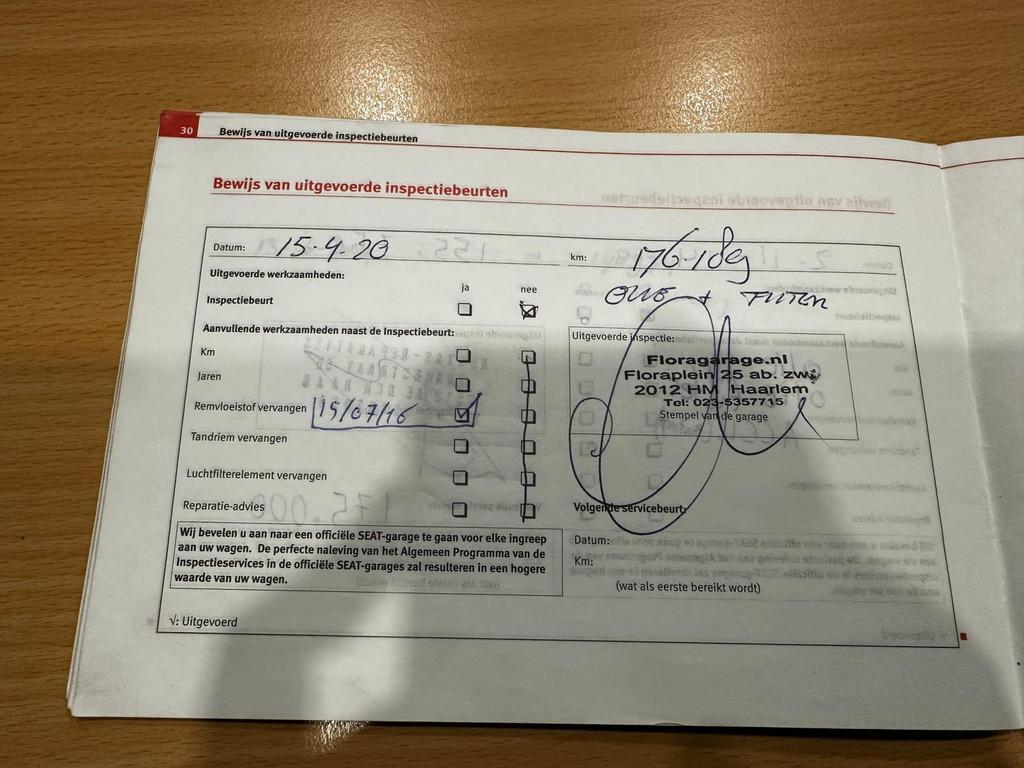 30 Bewijs van uitgevoerde inspectiebeurten
Bewijs van uitgevoerde inspectiebeurten
Datum: 15-4-20
km: 176.189
Uitgevoerde werkzaamheden:
ja nee
OLIE + FILTER
Inspectiebeurt
Aanvullende werkzaamheden naast de Inspectiebeurt:
Uitgevoerde inspectie:
Km
Floragarage.nl
Jaren
Floraplein 25 ab. zw.
2012 HM Haarlem
Tel: 023-5357715
Remvloeistof vervangen 19/07/16
Stempel van de garage
Tandriem vervangen
Luchtfilterelement vervangen
Reparatie-advies
Volgende servicebeurt:
Wij bevelen u aan naar een officiële SEAT-garage te gaan voor elke ingreep
aan uw wagen. De perfecte naleving van het Algemeen Programma van de
Inspectieservices in de officiële SEAT-garages zal resulteren in een hogere
waarde van uw wagen.
Datum:
Km:
(wat als eerste bereikt wordt)
√: Uitgevoerd